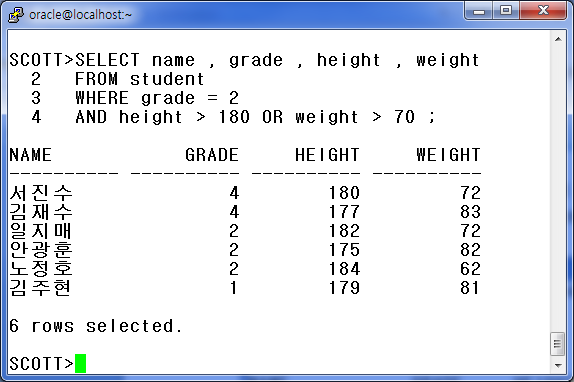 oracle@localhost:~
SCOTT>SELECT name , grade , height , weight
2 FROM student
3 WHERE grade = 2
4 AND height > 180 OR weight > 70 ;
NAME GRADE HEIGHT WEIGHT
---------- ---------- ---------- ----------
서진수 4 180 72
김재수 4 177 83
일지매 2 182 72
안광훈 2 175 82
노정호 2 184 62
김주현 1 179 81
6 rows selected.
SCOTT>